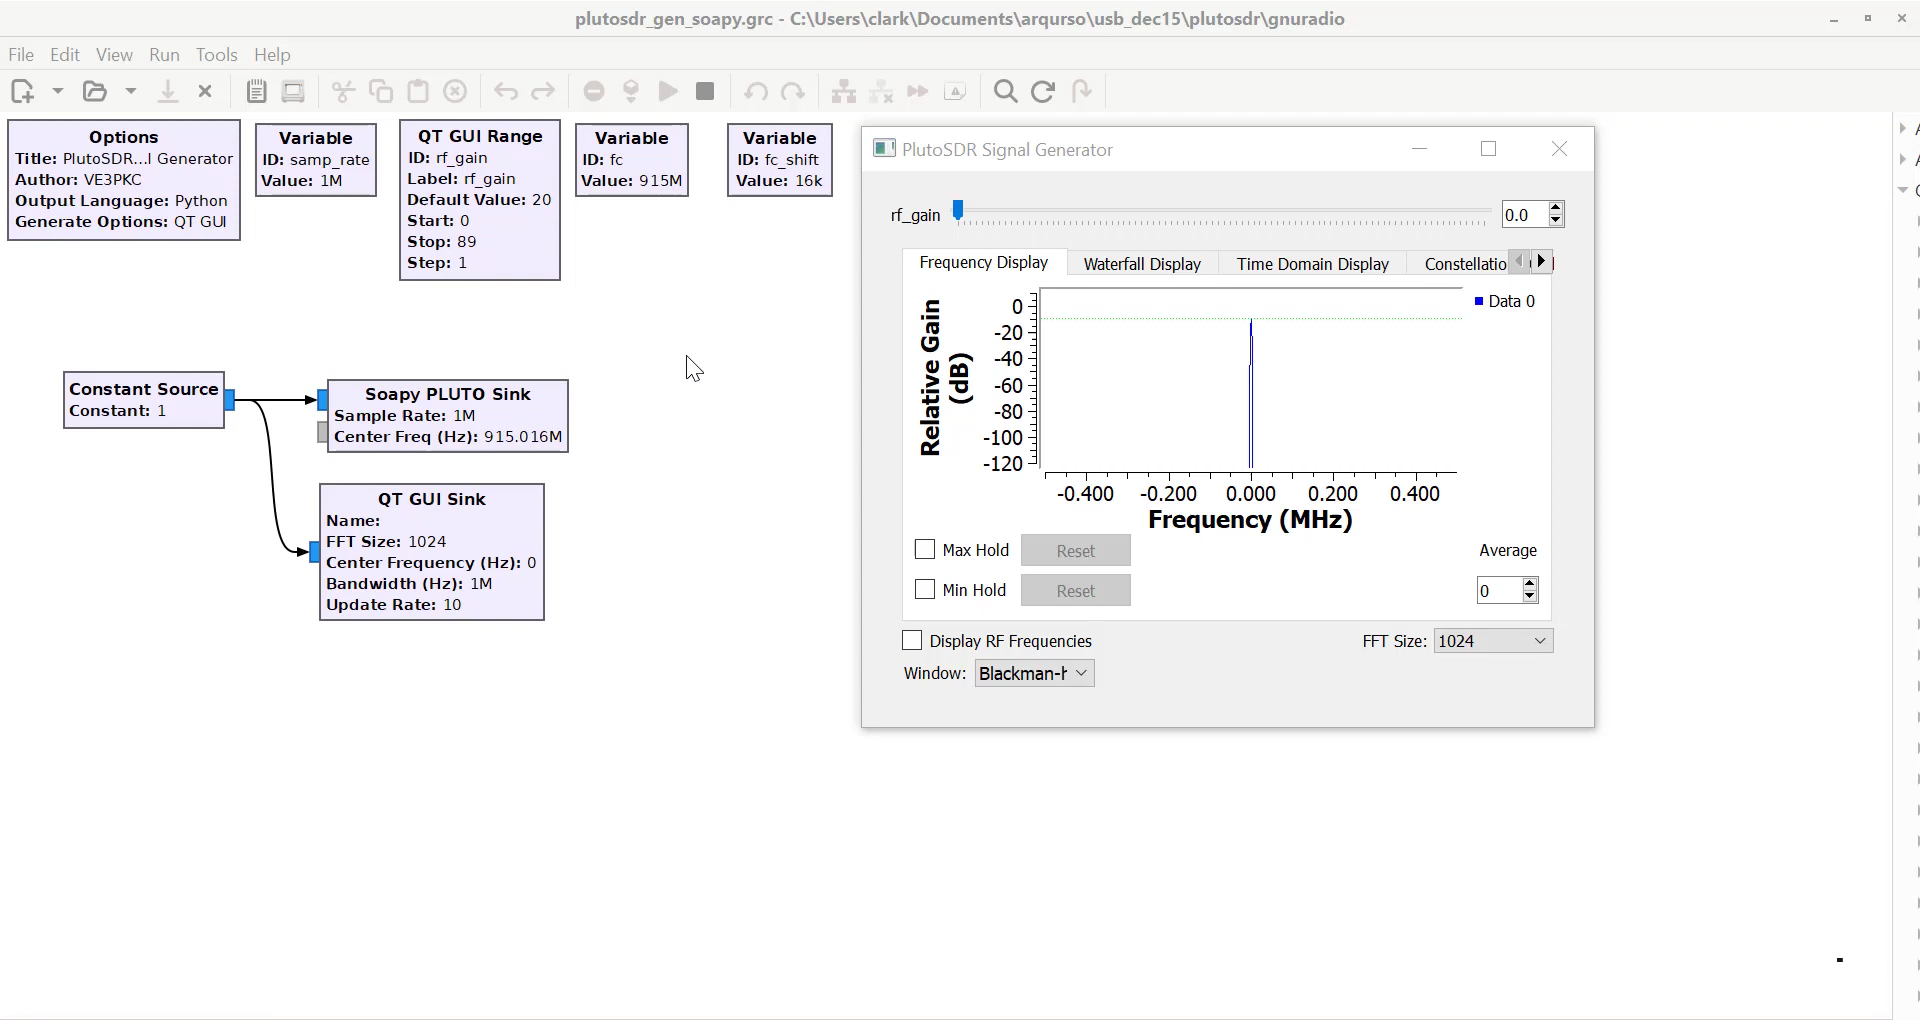 plutosdr_gen_soapy.grc - C:\Users\clark\Documents\arqurso\usb_dec15\plutosdr\gnuradio
File Edit View Run Tools Help
Options
Title: PlutoSDR...l Generator
Author: VE3PKC
Output Language: Python
Generate Options: QT GUI
Variable
ID: samp_rate
Value: 1M
QT GUI Range
ID: rf_gain
Label: rf_gain
Default Value: 20
Start: 0
Stop: 89
Step: 1
Variable
ID: fc
Value: 915M
Variable
ID: fc_shift
Value: 16k
Constant Source
Constant: 1
Soapy PLUTO Sink
Sample Rate: 1M
Center Freq (Hz): 915.016M
QT GUI Sink
Name:
FFT Size: 1024
Center Frequency (Hz): 0
Bandwidth (Hz): 1M
Update Rate: 10
PlutoSDR Signal Generator
rf_gain 0.0
Frequency Display Waterfall Display Time Domain Display Constellatio
Relative Gain
(dB)
0
-20
-40
-60
-80
-100
-120
Data 0
-0.400 -0.200 0.000 0.200 0.400
Frequency (MHz)
Max Hold Reset Average
Min Hold Reset 0
Display RF Frequencies FFT Size: 1024
Window: Blackman-h